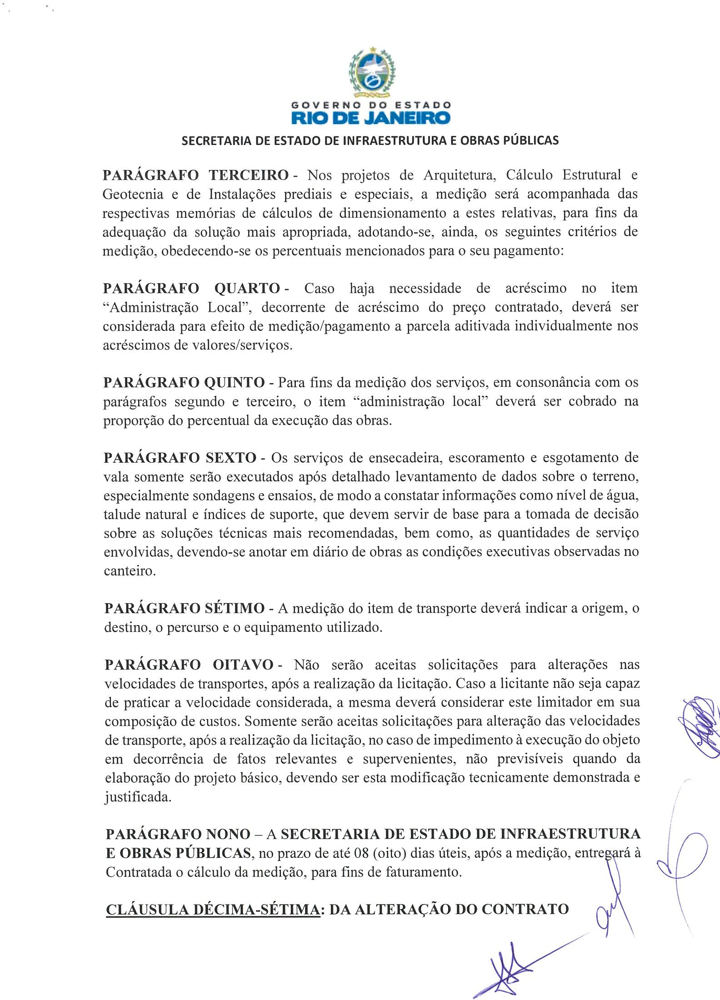 GOVERNO DO ESTADO
RIO DE JANEIRO
SECRETARIA DE ESTADO DE INFRAESTRUTURA E OBRAS PÚBLICAS
PARÁGRAFO TERCEIRO - Nos projetos de Arquitetura, Cálculo Estrutural e
Geotecnia e de Instalações prediais e especiais, a medição será acompanhada das
respectivas memórias de cálculos de dimensionamento a estes relativas, para fins da
adequação da solução mais apropriada, adotando-se, ainda, os seguintes critérios de
medição, obedecendo-se os percentuais mencionados para o seu pagamento:
PARÁGRAFO QUARTO - Caso haja necessidade de acréscimo no item
“Administração Local”, decorrente de acréscimo do preço contratado, deverá ser
considerada para efeito de medição/pagamento a parcela aditivada individualmente nos
acréscimos de valores/serviços.
PARÁGRAFO QUINTO - Para fins da medição dos serviços, em consonância com os
parágrafos segundo e terceiro, o item “administração local” deverá ser cobrado na
proporção do percentual da execução das obras.
PARÁGRAFO SEXTO - Os serviços de ensecadeira, escoramento e esgotamento de
vala somente serão executados após detalhado levantamento de dados sobre o terreno,
especialmente sondagens e ensaios, de modo a constatar informações como nível de água,
talude natural e índices de suporte, que devem servir de base para a tomada de decisão
sobre as soluções técnicas mais recomendadas, bem como, as quantidades de serviço
envolvidas, devendo-se anotar em diário de obras as condições executivas observadas no
canteiro.
PARÁGRAFO SÉTIMO - A medição do item de transporte deverá indicar a origem, o
destino, o percurso e o equipamento utilizado.
PARÁGRAFO OITAVO - Não serão aceitas solicitações para alterações nas
velocidades de transportes, após a realização da licitação. Caso a licitante não seja capaz
de praticar a velocidade considerada, a mesma deverá considerar este limitador em sua
composição de custos. Somente serão aceitas solicitações para alteração das velocidades
de transporte, após a realização da licitação, no caso de impedimento à execução do objeto
em decorrência de fatos relevantes e supervenientes, não previsíveis quando da
elaboração do projeto básico, devendo ser esta modificação tecnicamente demonstrada e
justificada.
PARÁGRAFO NONO – A SECRETARIA DE ESTADO DE INFRAESTRUTURA
E OBRAS PÚBLICAS, no prazo de até 08 (oito) dias úteis, após a medição, entregará à
Contratada o cálculo da medição, para fins de faturamento.
CLÁUSULA DÉCIMA-SÉTIMA: DA ALTERAÇÃO DO CONTRATO